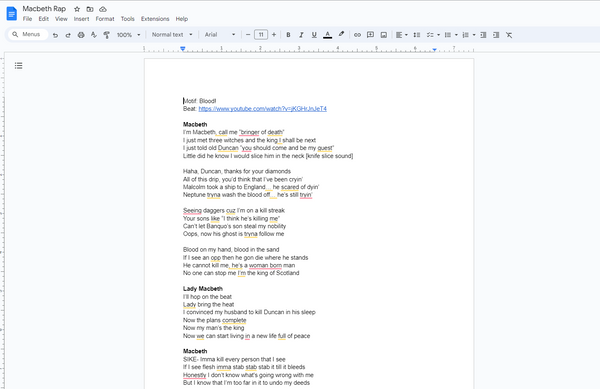 Macbeth Rap
File Edit View Insert Format Tools Extensions Help
Menus 100% Normal text Arial 11 B I U A
1 1 2 3 4 5 6 7
Motif: Blood!
Beat: https://www.youtube.com/watch?v=jKGHrJnJeT4
Macbeth
I'm Macbeth, call me "bringer of death"
I just met three witches and the king I shall be next
I just told old Duncan "you should come and be my guest"
Little did he know I would slice him in the neck [knife slice sound]
Haha, Duncan, thanks for your diamonds
All of this drip, you'd think that I've been cryin'
Malcolm took a ship to England… he scared of dyin'
Neptune tryna wash the blood off… he's still tryin'
Seeing daggers cuz I'm on a kill streak
Your sons like "I think he's killing me"
Can't let Banquo's son steal my nobility
Oops, now his ghost is tryna follow me
Blood on my hand, blood in the sand
If I see an opp then he gon die where he stands
He cannot kill me, he's a woman born man
No one can stop me I'm the king of Scotland
Lady Macbeth
I'll hop on the beat
Lady bring the heat
I convinced my husband to kill Duncan in his sleep
Now the plans complete
Now my man's the king
Now we can start living in a new life full of peace
Macbeth
SIKE- Imma kill every person that I see
If I see flesh imma stab stab stab it till it bleeds
Honestly I don't know what's going wrong with me
But I know that I'm too far in it to undo my deeds